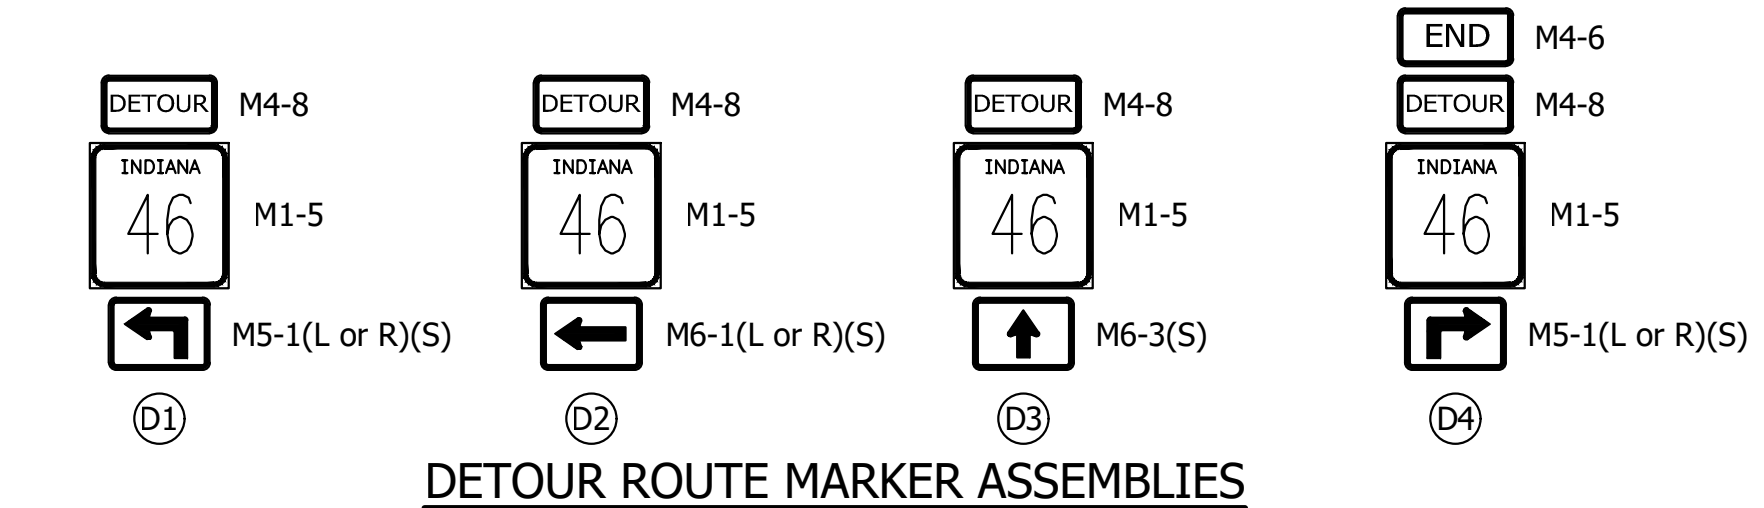 END M4-6
DETOUR M4-8 DETOUR M4-8 DETOUR M4-8 DETOUR M4-8
INDIANA INDIANA INDIANA INDIANA
46 M1-5 46 M1-5 46 M1-5 46 M1-5
M5-1(L or R)(S) M6-1(L or R)(S) M6-3(S) M5-1(L or R)(S)
D1 D2 D3 D4
DETOUR ROUTE MARKER ASSEMBLIES